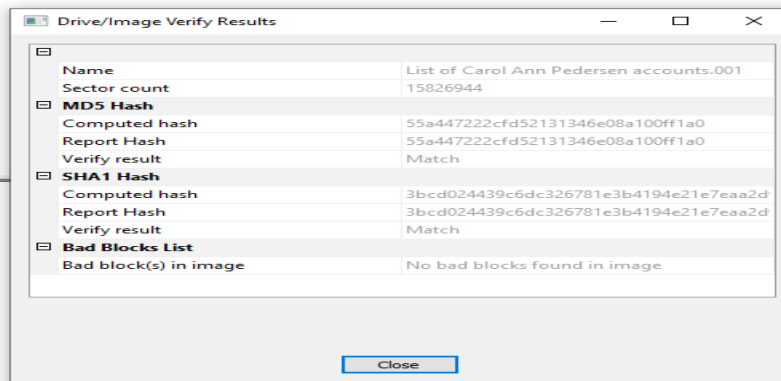 Drive/Image Verify Results
Name List of Carol Ann Pedersen accounts.001
Sector count 15826944
MD5 Hash
Computed hash 55a447222cfd52131346e08a100ff1a0
Report Hash 55a447222cfd52131346e08a100ff1a0
Verify result Match
SHA1 Hash
Computed hash 3bcd024439c6dc326781e3b4194e21e7eaa2d
Report Hash 3bcd024439c6dc326781e3b4194e21e7eaa2d
Verify result Match
Bad Blocks List
Bad block(s) in image No bad blocks found in image
Close